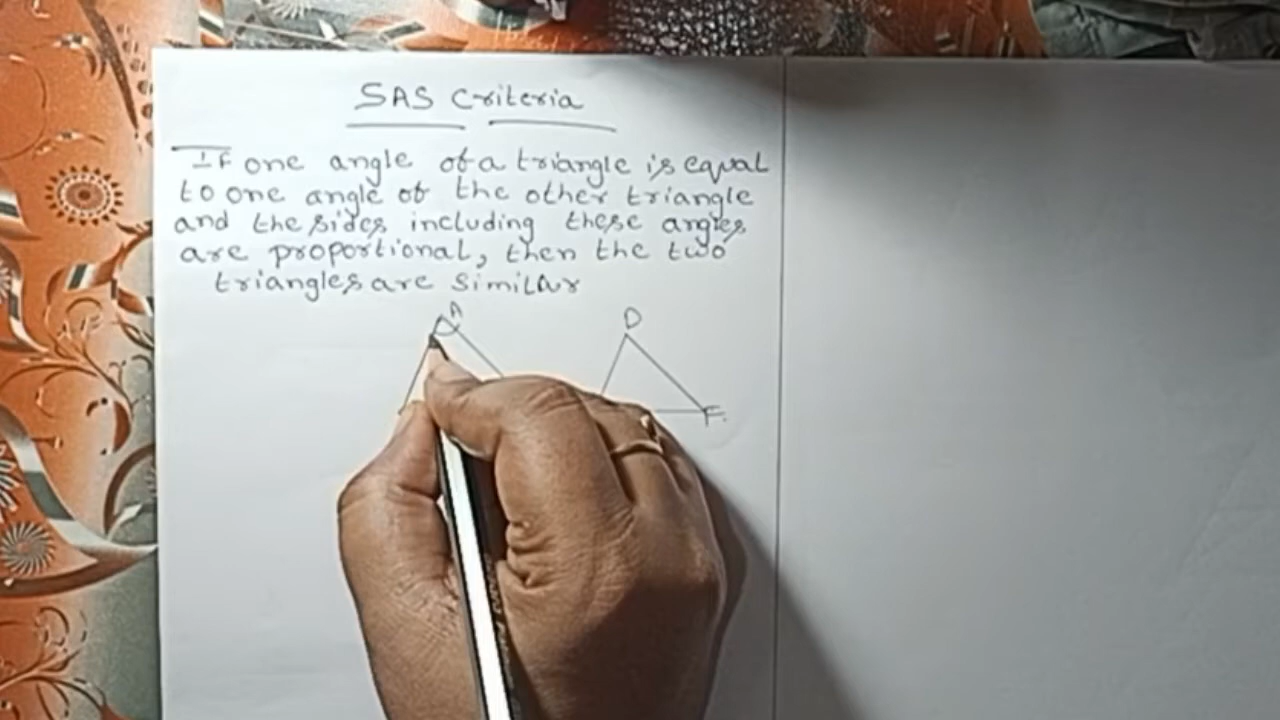 SAS Criteria
If one angle of a triangle is equal
to one angle of the other triangle
and the sides including these angles
are proportional, then the two
triangles are similar
A
D
F